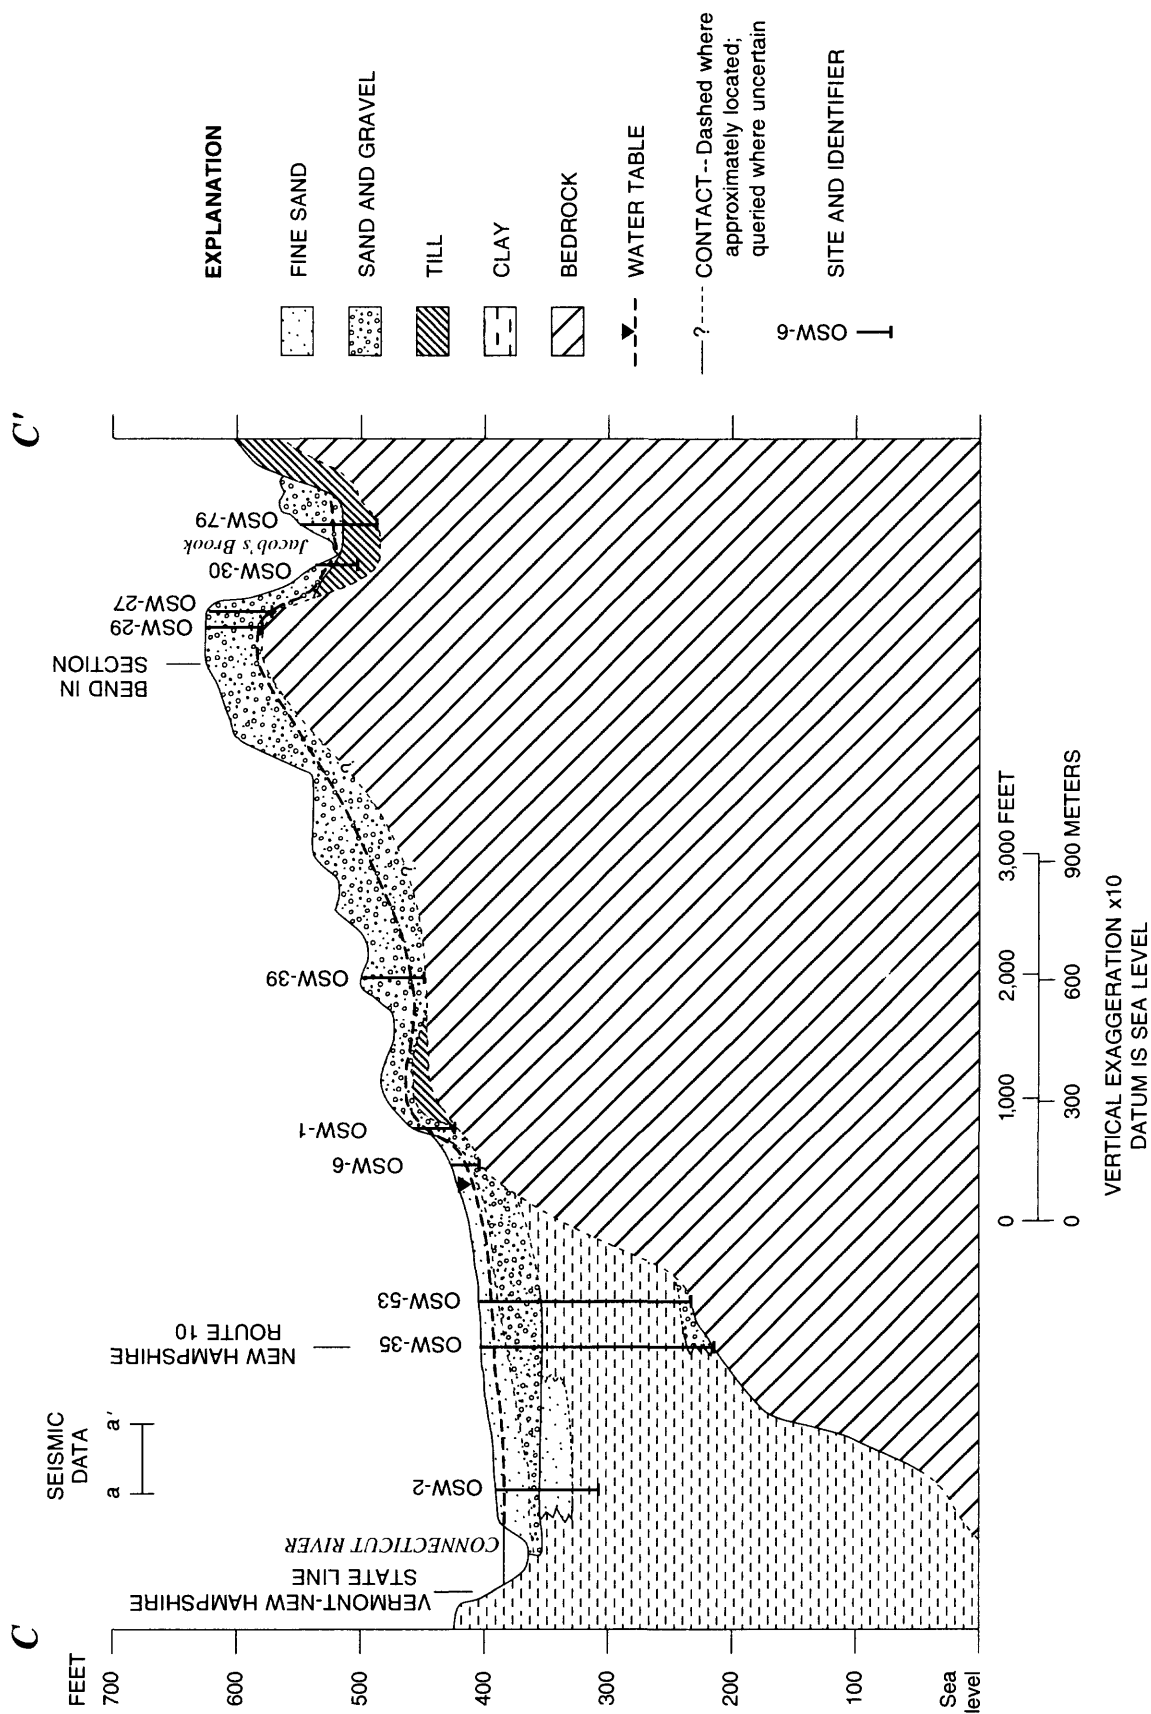 C
C'
FEET
700
600
500
400
300
200
100
Sea
level
SEISMIC
DATA
a
a'
VERMONT-NEW HAMPSHIRE
STATE LINE
CONNECTICUT RIVER
OSW-2
NEW HAMPSHIRE
ROUTE 10
OSW-35
OSW-53
OSW-6
OSW-1
OSW-39
BEND IN
SECTION
OSW-29
OSW-27
OSW-30
Jacob's Brook
OSW-79
?
?
0
1,000
2,000
3,000 FEET
0
300
600
900 METERS
VERTICAL EXAGGERATION x10
DATUM IS SEA LEVEL
EXPLANATION
FINE SAND
SAND AND GRAVEL
TILL
CLAY
BEDROCK
WATER TABLE
? CONTACT--Dashed where
approximately located;
queried where uncertain
OSW-6
SITE AND IDENTIFIER